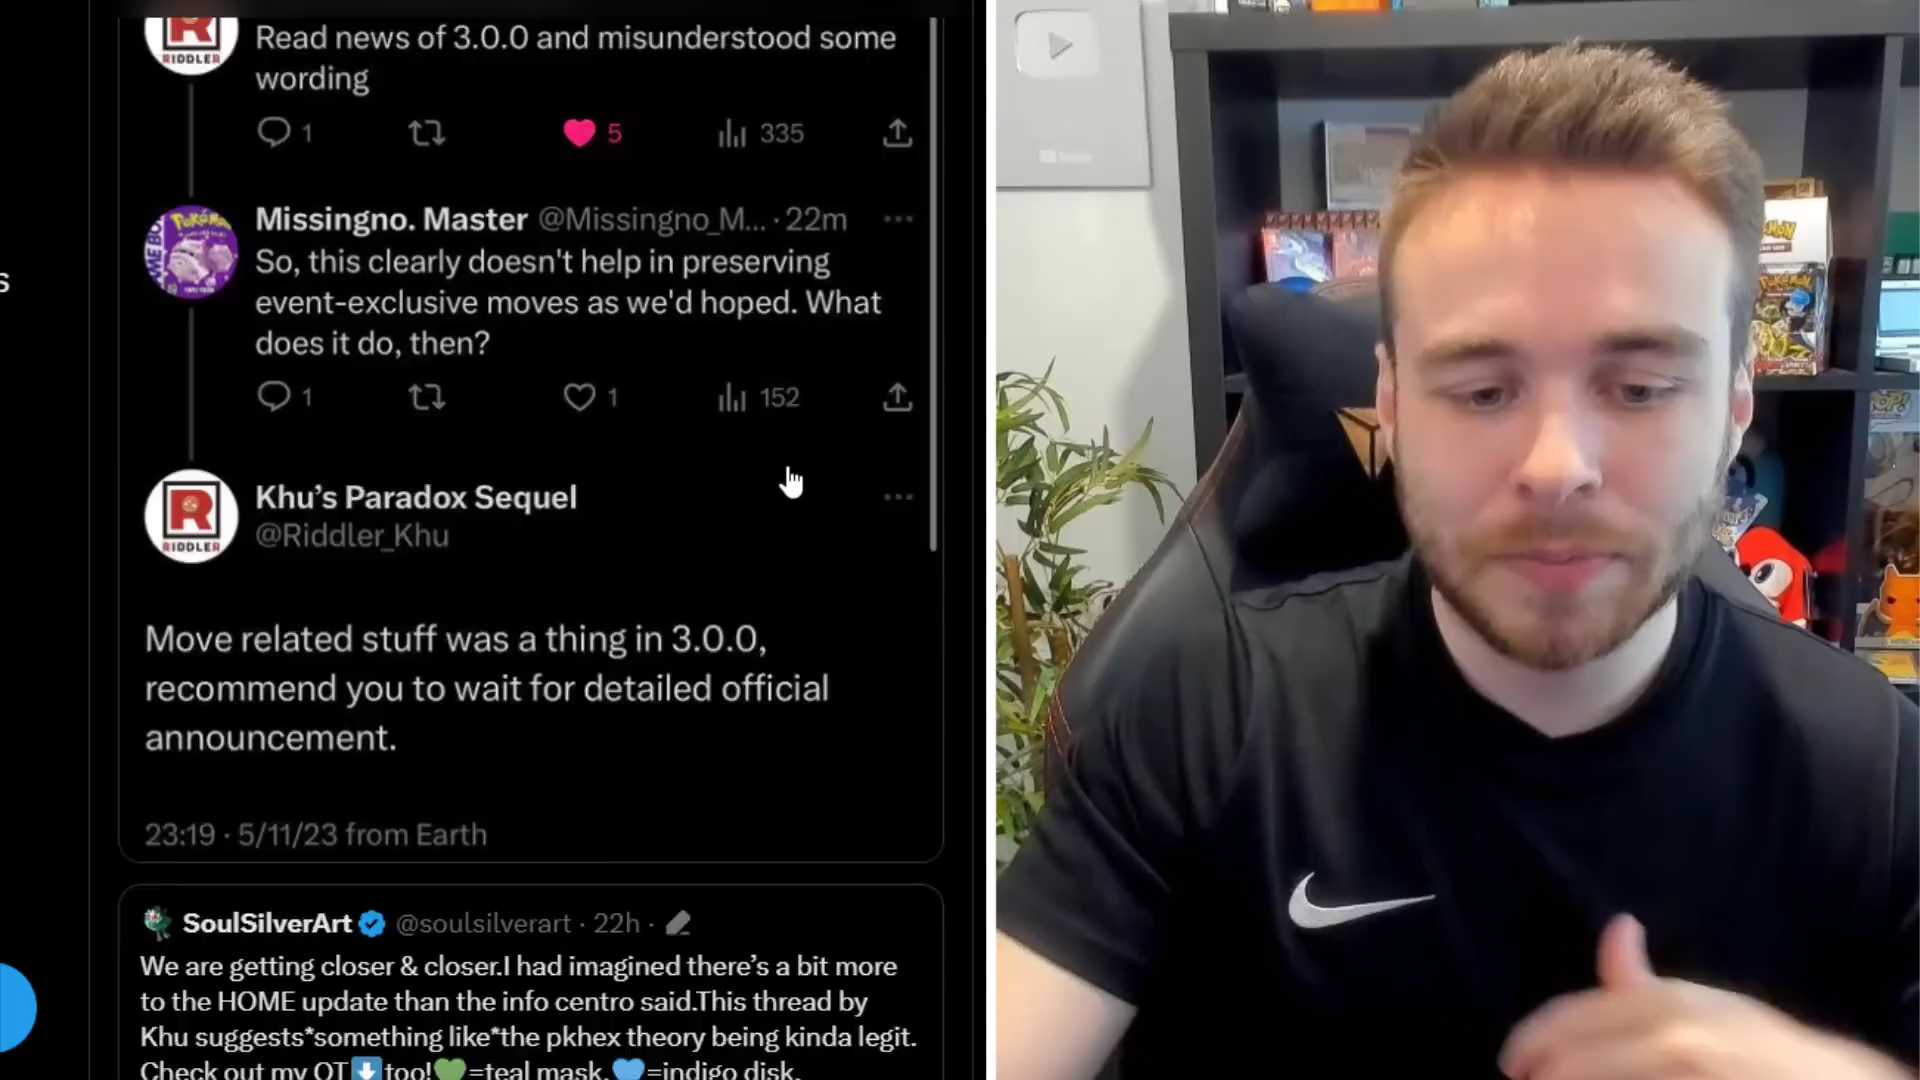 RIDDLER
Read news of 3.0.0 and misunderstood some
wording
1
5
335
Missingno. Master @Missingno_M... · 22m
So, this clearly doesn't help in preserving
event-exclusive moves as we'd hoped. What
does it do, then?
1
1
152
RIDDLER
Khu's Paradox Sequel
@Riddler_Khu
Move related stuff was a thing in 3.0.0,
recommend you to wait for detailed official
announcement.
23:19 · 5/11/23 from Earth
SoulSilverArt @soulsilverart · 22h ·
We are getting closer & closer.I had imagined there's a bit more
to the HOME update than the info centro said.This thread by
Khu suggests*something like*the pkhex theory being kinda legit.
Check out my OT⬇️too!💚=teal mask, 💙=indigo disk.
s